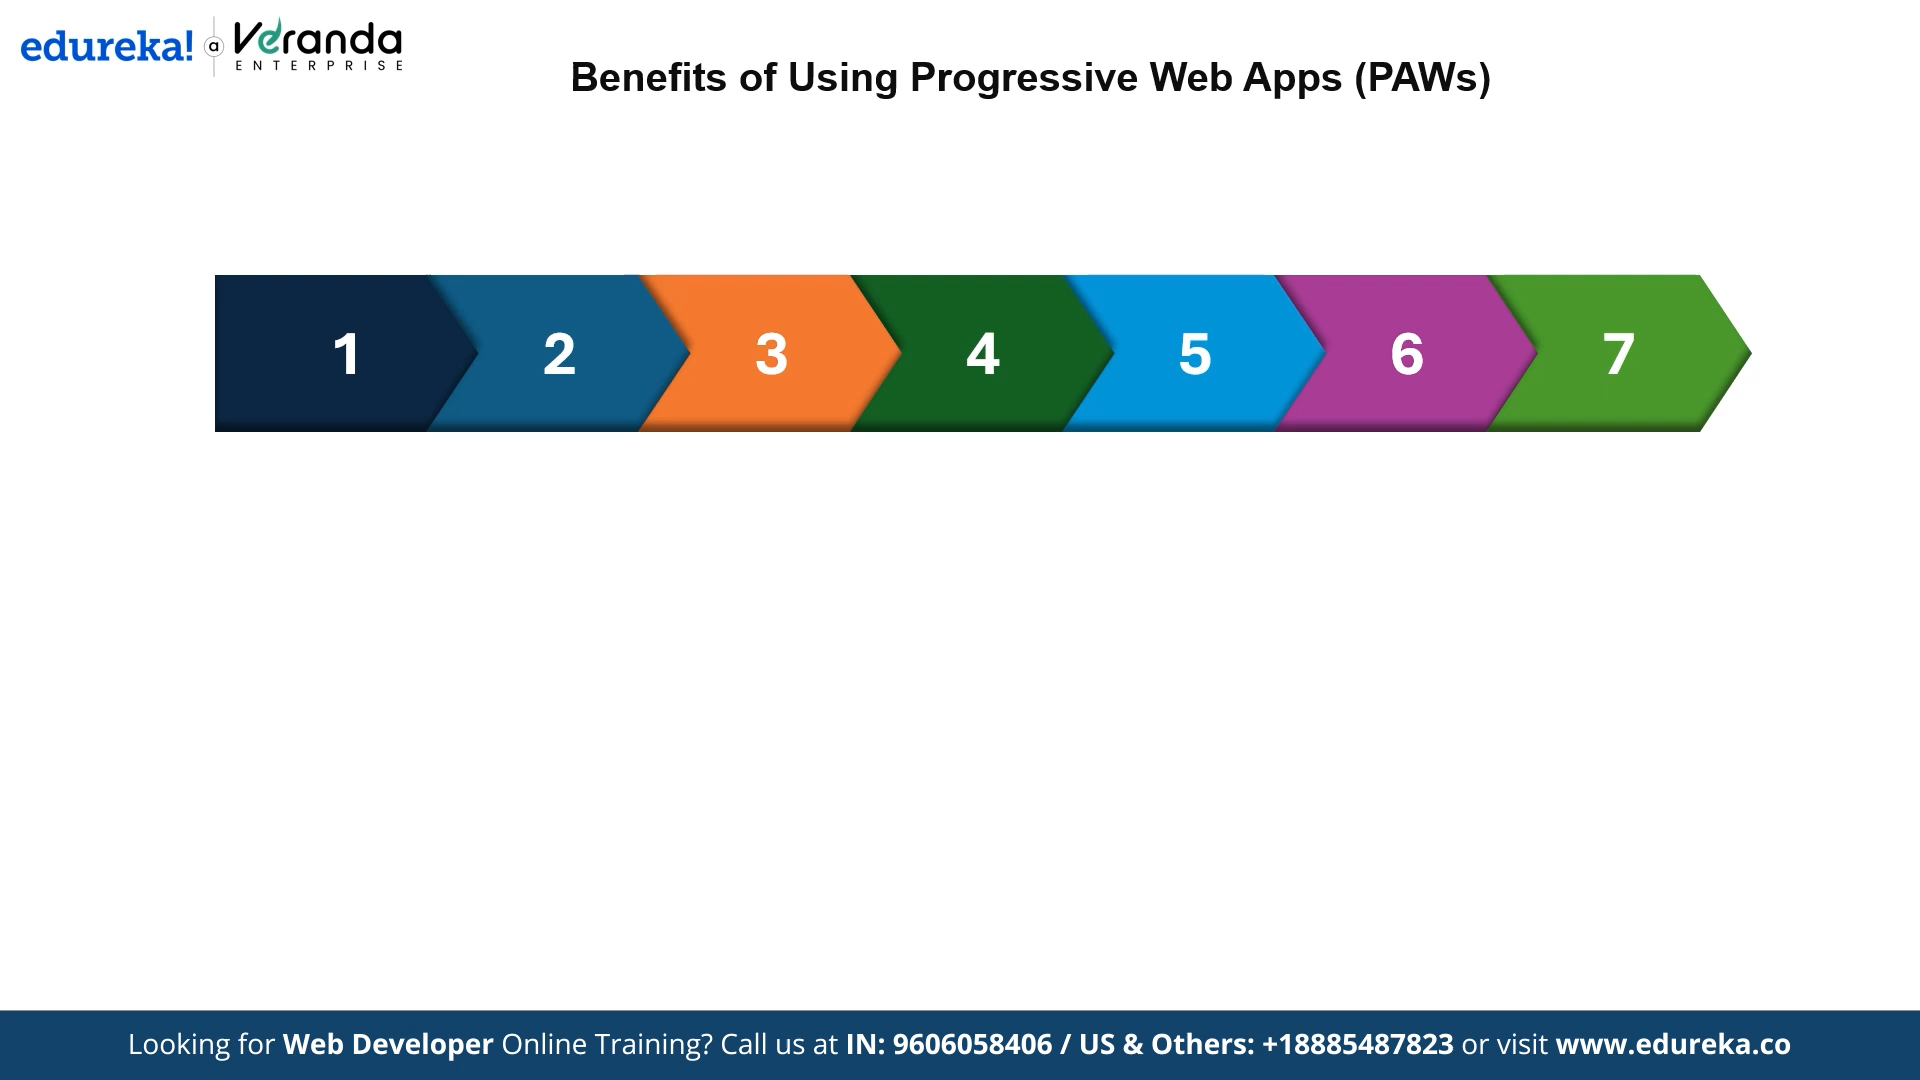 edureka! a Veranda
ENTERPRISE
Benefits of Using Progressive Web Apps (PAWs)
1 2 3 4 5 6 7
Looking for Web Developer Online Training? Call us at IN: 9606058406 / US & Others: +18885487823 or visit www.edureka.co